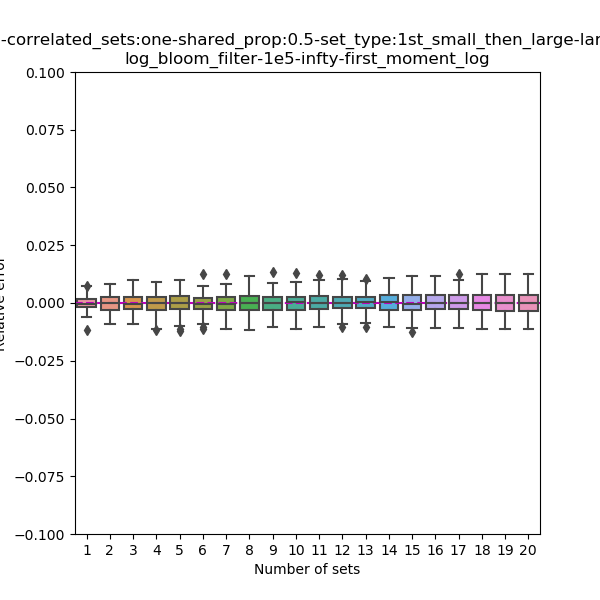 -correlated_sets:one-shared_prop:0.5-set_type:1st_small_then_large-lar
log_bloom_filter-1e5-infty-first_moment_log
0.100
0.075
0.050
0.025
0.000
−0.025
−0.050
−0.075
−0.100
Relative error
1 2 3 4 5 6 7 8 9 10 11 12 13 14 15 16 17 18 19 20
Number of sets